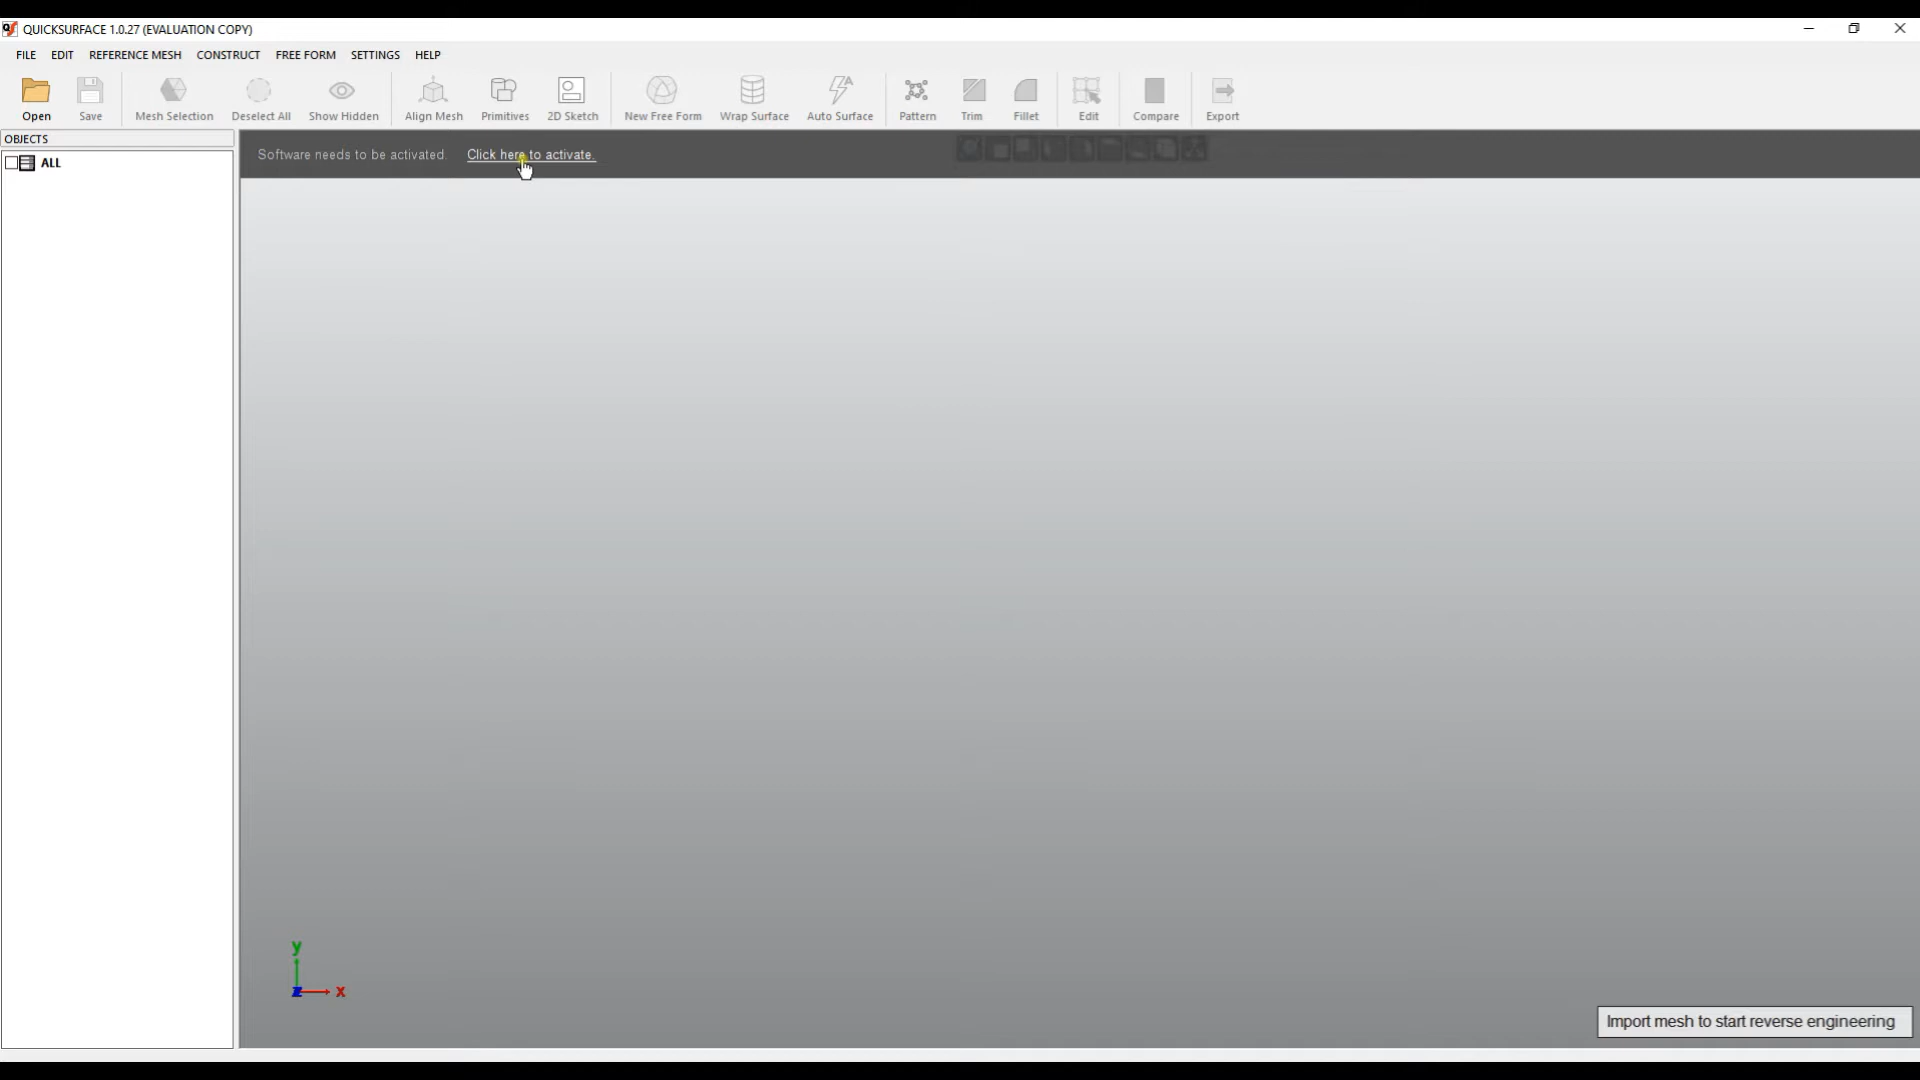 QUICKSURFACE 1.0.27 (EVALUATION COPY)
FILE EDIT REFERENCE MESH CONSTRUCT FREE FORM SETTINGS HELP
Open Save Mesh Selection Deselect All Show Hidden Align Mesh Primitives 2D Sketch New Free Form Wrap Surface Auto Surface Pattern Trim Fillet Edit Compare Export
OBJECTS
Software needs to be activated. Click here to activate.
ALL
y
z x
Import mesh to start reverse engineering